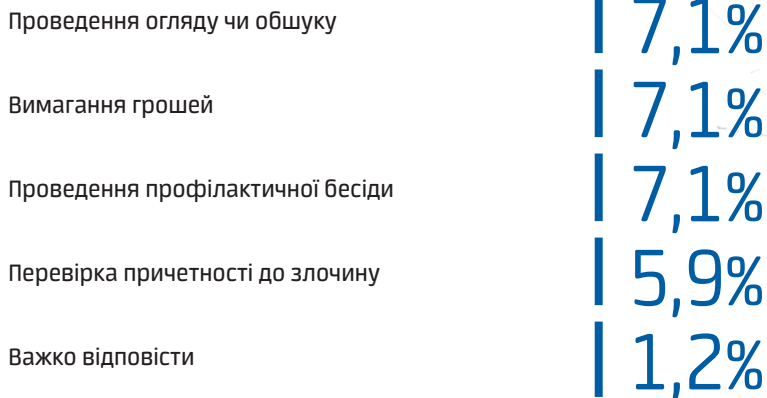 Проведення огляду чи обшуку 7,1%
Вимагання грошей 7,1%
Проведення профілактичної бесіди 7,1%
Перевірка причетності до злочину 5,9%
Важко відповісти 1,2%